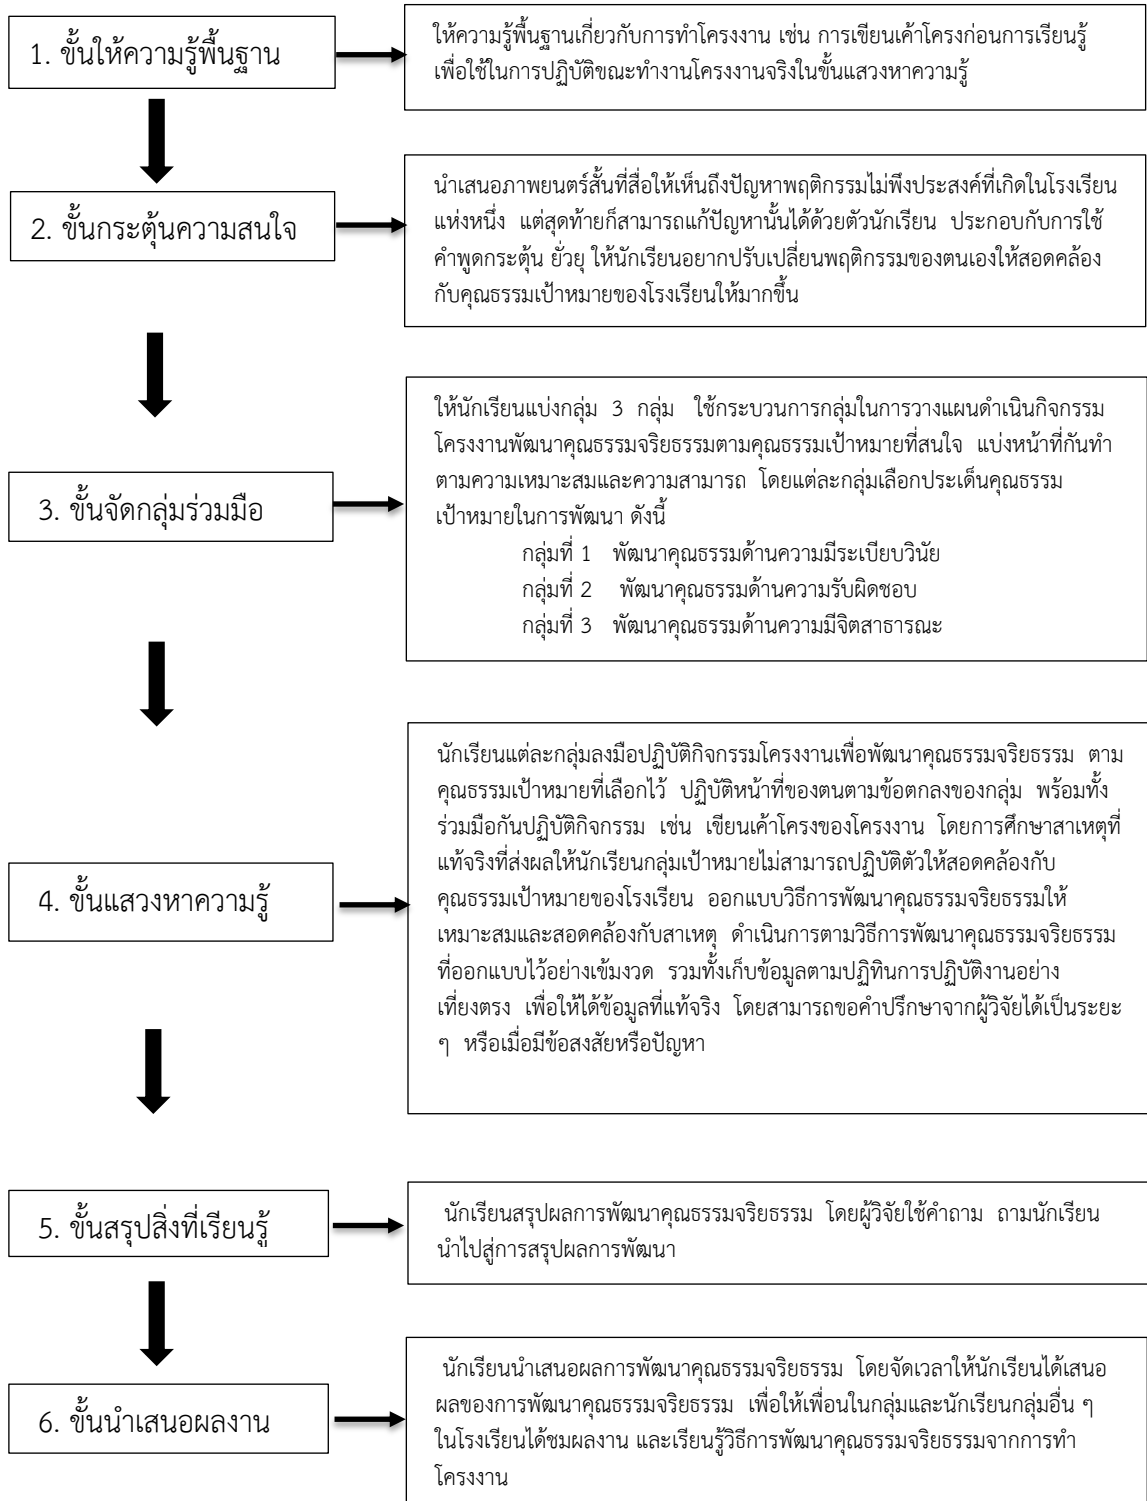 1. ขั้นให้ความรู้พื้นฐาน
ให้ความรู้พื้นฐานเกี่ยวกับการทำโครงงาน เช่น การเขียนเค้าโครงก่อนการเรียนรู้
เพื่อใช้ในการปฏิบัติขณะทำงานโครงงานจริงในขั้นแสวงหาความรู้
2. ขั้นกระตุ้นความสนใจ
นำเสนอภาพยนตร์สั้นที่สื่อให้เห็นถึงปัญหาพฤติกรรมไม่พึงประสงค์ที่เกิดในโรงเรียน
แห่งหนึ่ง แต่สุดท้ายก็สามารถแก้ปัญหานั้นได้ด้วยตัวนักเรียน ประกอบกับการใช้
คำพูดกระตุ้น ยั่วยุ ให้นักเรียนอยากปรับเปลี่ยนพฤติกรรมของตนเองให้สอดคล้อง
กับคุณธรรมเป้าหมายของโรงเรียนให้มากขึ้น
3. ขั้นจัดกลุ่มร่วมมือ
ให้นักเรียนแบ่งกลุ่ม 3 กลุ่ม ใช้กระบวนการกลุ่มในการวางแผนดำเนินกิจกรรม
โครงงานพัฒนาคุณธรรมจริยธรรมตามคุณธรรมเป้าหมายที่สนใจ แบ่งหน้าที่กันทำ
ตามความเหมาะสมและความสามารถ โดยแต่ละกลุ่มเลือกประเด็นคุณธรรม
เป้าหมายในการพัฒนา ดังนี้
กลุ่มที่ 1 พัฒนาคุณธรรมด้านความมีระเบียบวินัย
กลุ่มที่ 2 พัฒนาคุณธรรมด้านความรับผิดชอบ
กลุ่มที่ 3 พัฒนาคุณธรรมด้านความมีจิตสาธารณะ
4. ขั้นแสวงหาความรู้
นักเรียนแต่ละกลุ่มลงมือปฏิบัติกิจกรรมโครงงานเพื่อพัฒนาคุณธรรมจริยธรรม ตาม
คุณธรรมเป้าหมายที่เลือกไว้ ปฏิบัติหน้าที่ของตนตามข้อตกลงของกลุ่ม พร้อมทั้ง
ร่วมมือกันปฏิบัติกิจกรรม เช่น เขียนเค้าโครงของโครงงาน โดยการศึกษาสาเหตุที่
แท้จริงที่ส่งผลให้นักเรียนกลุ่มเป้าหมายไม่สามารถปฏิบัติตัวให้สอดคล้องกับ
คุณธรรมเป้าหมายของโรงเรียน ออกแบบวิธีการพัฒนาคุณธรรมจริยธรรมให้
เหมาะสมและสอดคล้องกับสาเหตุ ดำเนินการตามวิธีการพัฒนาคุณธรรมจริยธรรม
ที่ออกแบบไว้อย่างเข้มงวด รวมทั้งเก็บข้อมูลตามปฏิทินการปฏิบัติงานอย่าง
เที่ยงตรง เพื่อให้ได้ข้อมูลที่แท้จริง โดยสามารถขอคำปรึกษาจากผู้วิจัยได้เป็นระยะ
ๆ หรือเมื่อมีข้อสงสัยหรือปัญหา
5. ขั้นสรุปสิ่งที่เรียนรู้
นักเรียนสรุปผลการพัฒนาคุณธรรมจริยธรรม โดยผู้วิจัยใช้คำถาม ถามนักเรียน
นำไปสู่การสรุปผลการพัฒนา
6. ขั้นนำเสนอผลงาน
นักเรียนนำเสนอผลการพัฒนาคุณธรรมจริยธรรม โดยจัดเวลาให้นักเรียนได้เสนอ
ผลของการพัฒนาคุณธรรมจริยธรรม เพื่อให้เพื่อนในกลุ่มและนักเรียนกลุ่มอื่น ๆ
ในโรงเรียนได้ชมผลงาน และเรียนรู้วิธีการพัฒนาคุณธรรมจริยธรรมจากการทำ
โครงงาน